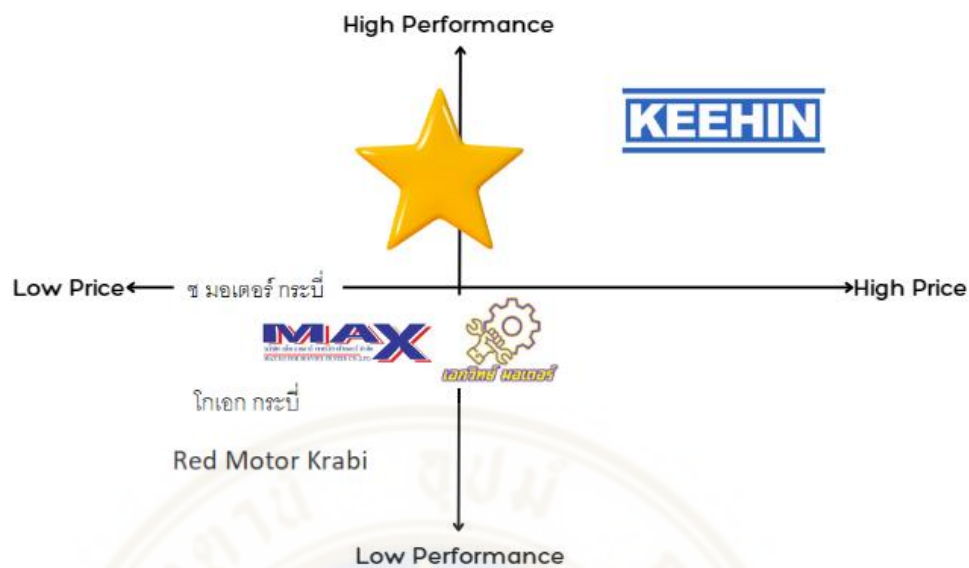 High Performance
KEEHIN
Low Price
ช มอเตอร์ กระบี่
High Price
MAX
เอกวิทย์ มอเตอร์
โกเอก กระบี่
Red Motor Krabi
Low Performance